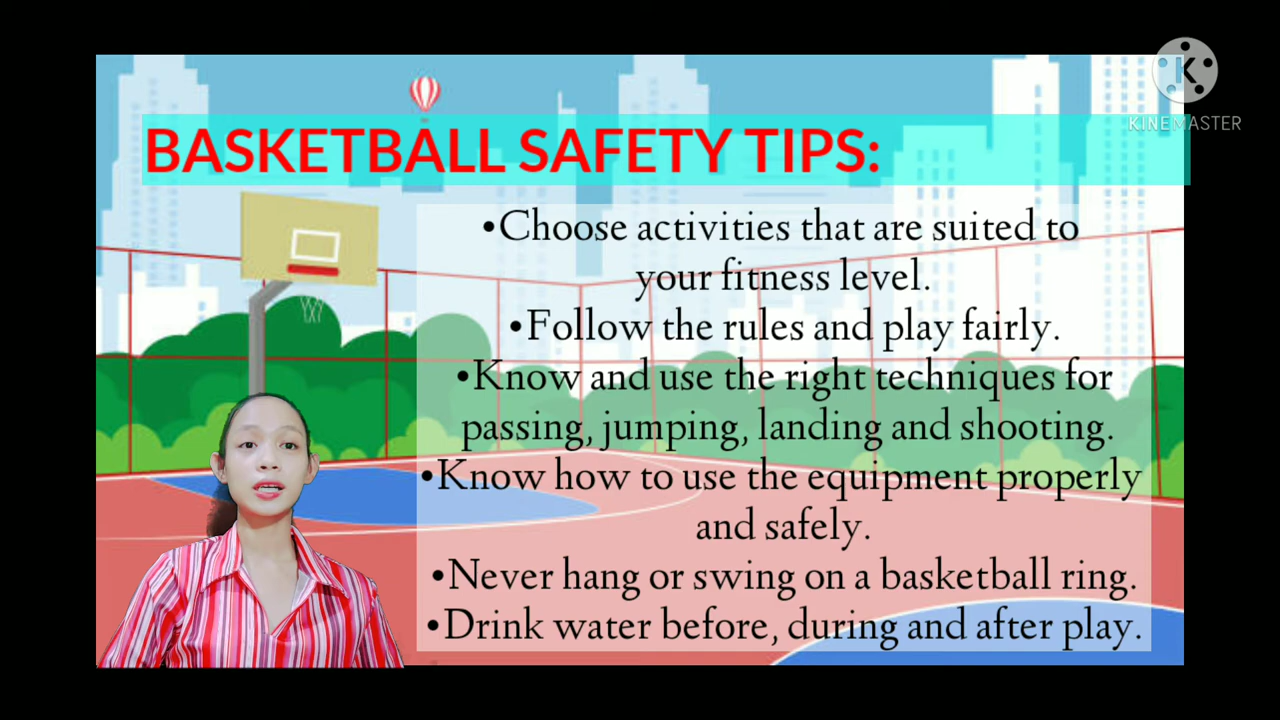 K
KINEMASTER
BASKETBALL SAFETY TIPS:
•Choose activities that are suited to
your fitness level.
•Follow the rules and play fairly.
•Know and use the right techniques for
passing, jumping, landing and shooting.
•Know how to use the equipment properly
and safely.
•Never hang or swing on a basketball ring.
•Drink water before, during and after play.